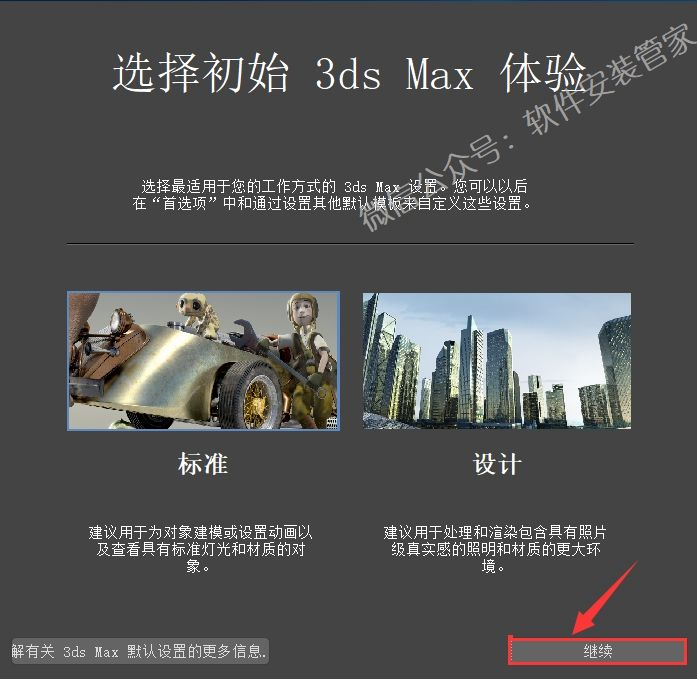 选择初始 3ds Max 体验
微信公众号：软件安装管家
选择最适用于您的工作方式的 3ds Max 设置。您可以以后
在“首选项”中和通过设置其他默认模板来自定义这些设置。
标准
设计
建议用于为对象建模或设置动画以
及查看具有标准灯光和材质的对
象。
建议用于处理和渲染包含具有照片
级真实感的照明和材质的更大环
境。
解有关 3ds Max 默认设置的更多信息.
继续